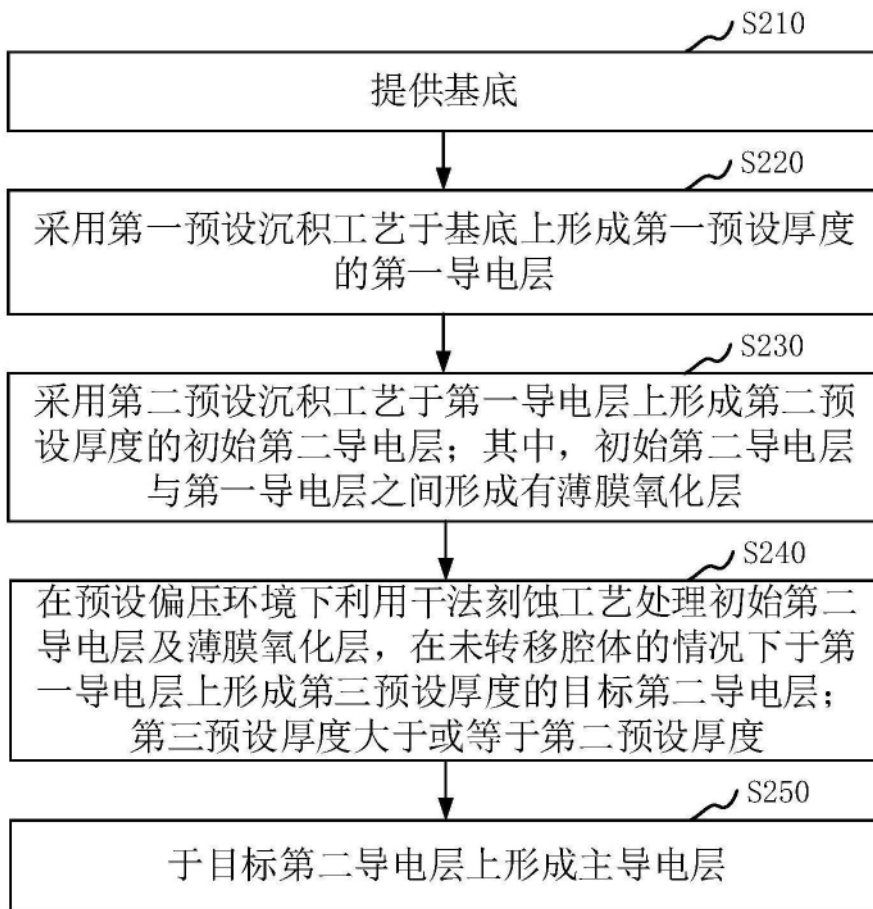 S210
提供基底
S220
采用第一预设沉积工艺于基底上形成第一预设厚度
的第一导电层
S230
采用第二预设沉积工艺于第一导电层上形成第二预
设厚度的初始第二导电层；其中，初始第二导电层
与第一导电层之间形成有薄膜氧化层
S240
在预设偏压环境下利用干法刻蚀工艺处理初始第二
导电层及薄膜氧化层，在未转移腔体的情况下于第
一导电层上形成第三预设厚度的目标第二导电层；
第三预设厚度大于或等于第二预设厚度
S250
于目标第二导电层上形成主导电层